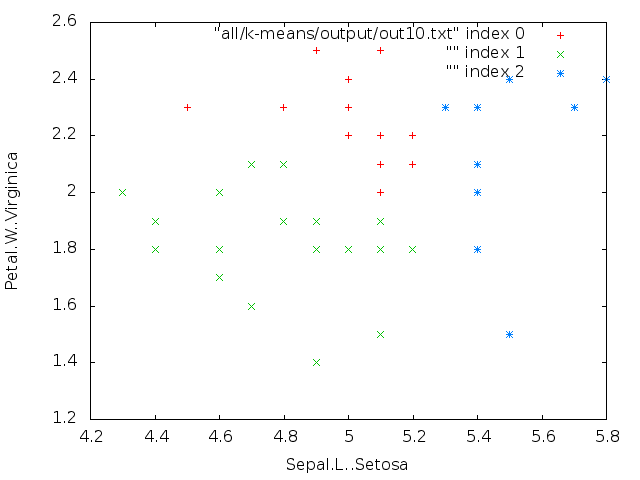 "all/k-means/output/out10.txt" index 0
"" index 1
"" index 2
2.6
2.4
2.2
2
1.8
1.6
1.4
1.2
Petal.W..Virginica
4.2 4.4 4.6 4.8 5 5.2 5.4 5.6 5.8
Sepal.L..Setosa